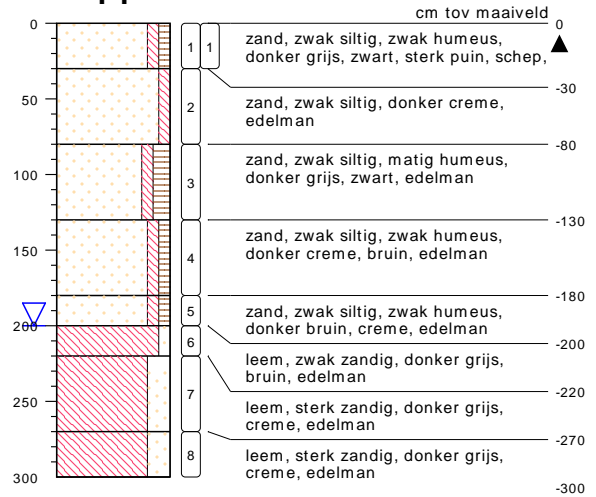 cm tov maaiveld
0
0
1 1
zand, zwak siltig, zwak humeus,
donker grijs, zwart, sterk puin, schep,
-30
50
2
zand, zwak siltig, donker creme,
edelman
-80
100
3
zand, zwak siltig, matig humeus,
donker grijs, zwart, edelman
-130
150
4
zand, zwak siltig, zwak humeus,
donker creme, bruin, edelman
-180
5
zand, zwak siltig, zwak humeus,
donker bruin, creme, edelman
200
-200
6
leem, zwak zandig, donker grijs,
bruin, edelman
-220
250
7
leem, sterk zandig, donker grijs,
creme, edelman
-270
8
leem, sterk zandig, donker grijs,
creme, edelman
300
-300